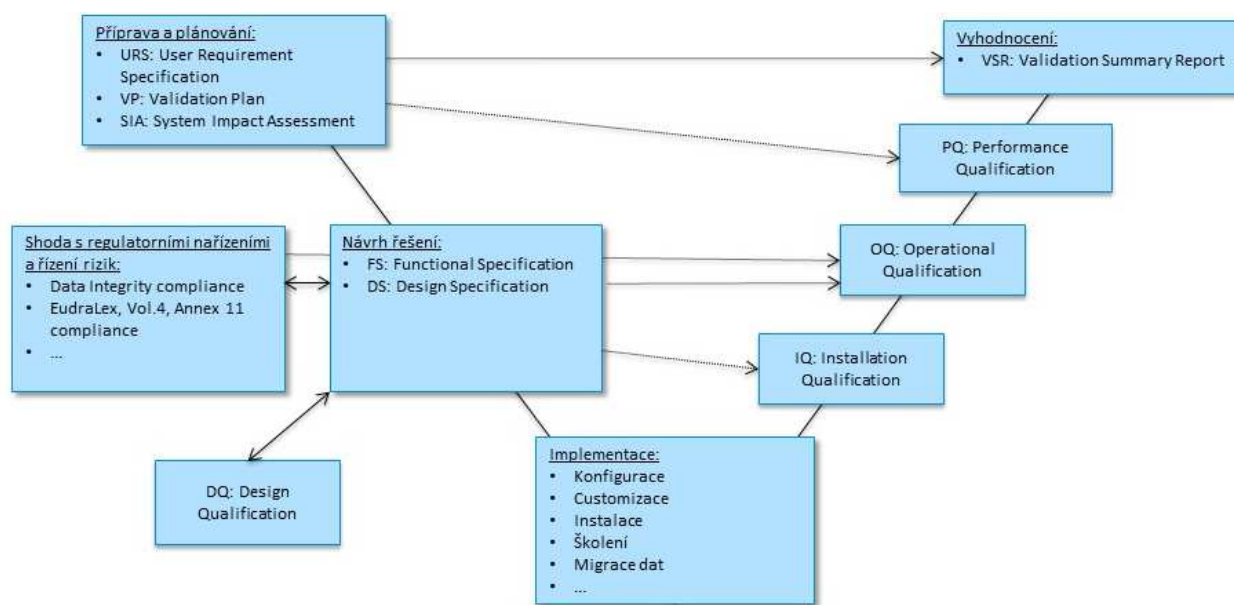 Příprava a plánování:
• URS: User Requirement
Specification
• VP: Validation Plan
• SIA: System Impact Assessment
Vyhodnocení:
• VSR: Validation Summary Report
PQ: Performance
Qualification
Shoda s regulatorními nařízeními
a řízení rizik:
• Data Integrity compliance
• EudraLex, Vol.4, Annex 11
compliance
• ...
Návrh řešení:
• FS: Functional Specification
• DS: Design Specification
OQ: Operational
Qualification
IQ: Installation
Qualification
DQ: Design
Qualification
Implementace:
• Konfigurace
• Customizace
• Instalace
• Školení
• Migrace dat
• ...